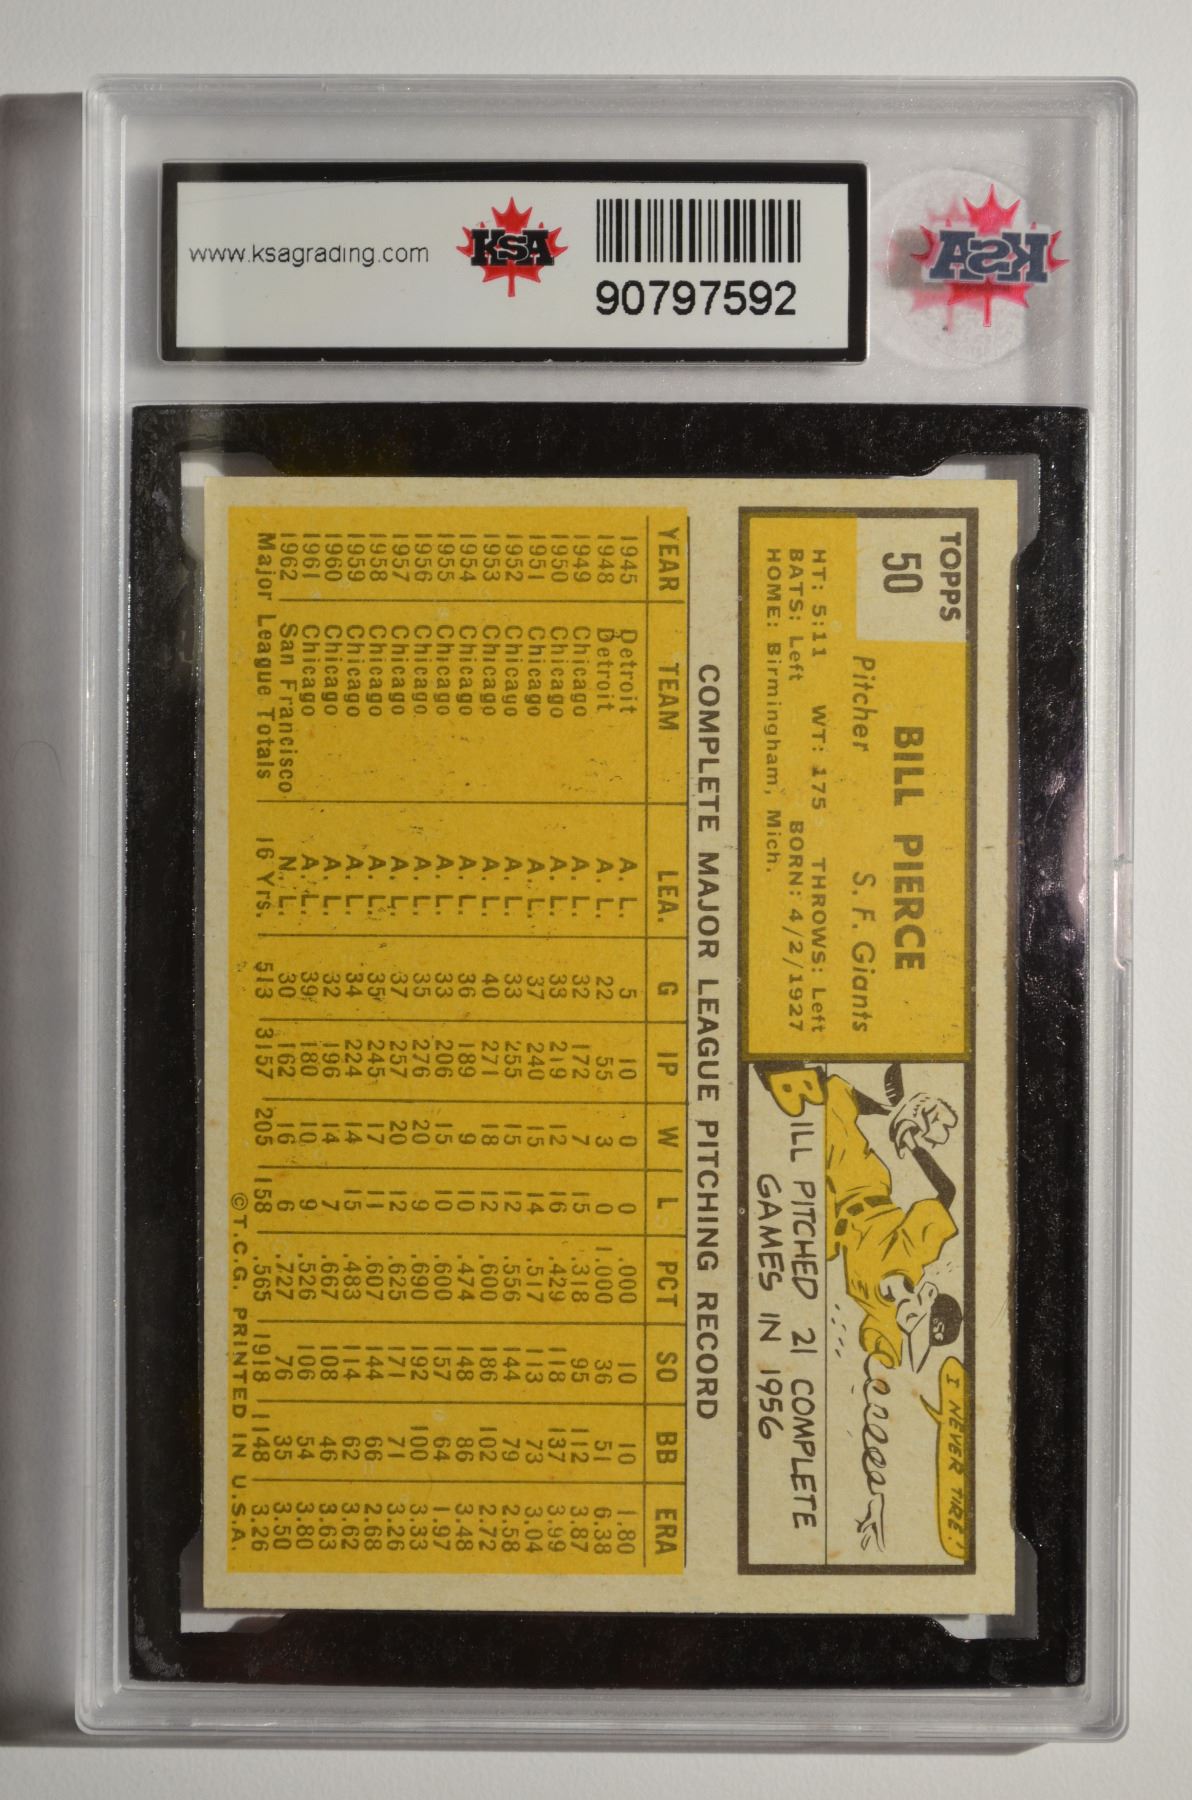 www.ksagrading.com
KSA
90797592
KSA
TOPPS
50
BILL PIERCE
Pitcher S. F. Giants
HT: 5:11 WT: 175 THROWS: Left
BATS: Left BORN: 4/2/1927
HOME: Birmingham, Mich.
I NEVER TIRE!
BILL PITCHED 21 COMPLETE
GAMES IN 1956
COMPLETE MAJOR LEAGUE PITCHING RECORD
YEAR TEAM LEA. G IP W L PCT SO BB ERA
1945 Detroit A. L. 5 10 0 0 .000 10 10 1.80
1948 Detroit A. L. 22 55 3 0 1.000 36 51 6.38
1949 Chicago A. L. 32 172 7 15 .318 95 112 3.87
1950 Chicago A. L. 33 219 12 16 .429 118 137 3.99
1951 Chicago A. L. 37 240 15 14 .517 113 73 3.04
1952 Chicago A. L. 33 255 15 12 .556 144 79 2.58
1953 Chicago A. L. 40 271 18 12 .600 186 102 2.72
1954 Chicago A. L. 36 189 9 10 .474 148 86 3.48
1955 Chicago A. L. 33 206 15 10 .600 157 64 1.97
1956 Chicago A. L. 35 276 20 9 .690 192 100 3.33
1957 Chicago A. L. 37 257 20 12 .625 171 71 3.26
1958 Chicago A. L. 35 245 17 11 .607 144 66 2.68
1959 Chicago A. L. 34 224 14 15 .483 114 62 3.62
1960 Chicago A. L. 32 196 14 7 .667 108 46 3.63
1961 Chicago A. L. 39 180 10 9 .526 106 54 3.80
1962 San Francisco N. L. 30 162 16 6 .727 76 35 3.50
Major League Totals 16 Yrs. 513 3157 205 158 .565 1918 1148 3.26
©T.C.G. PRINTED IN U.S.A.